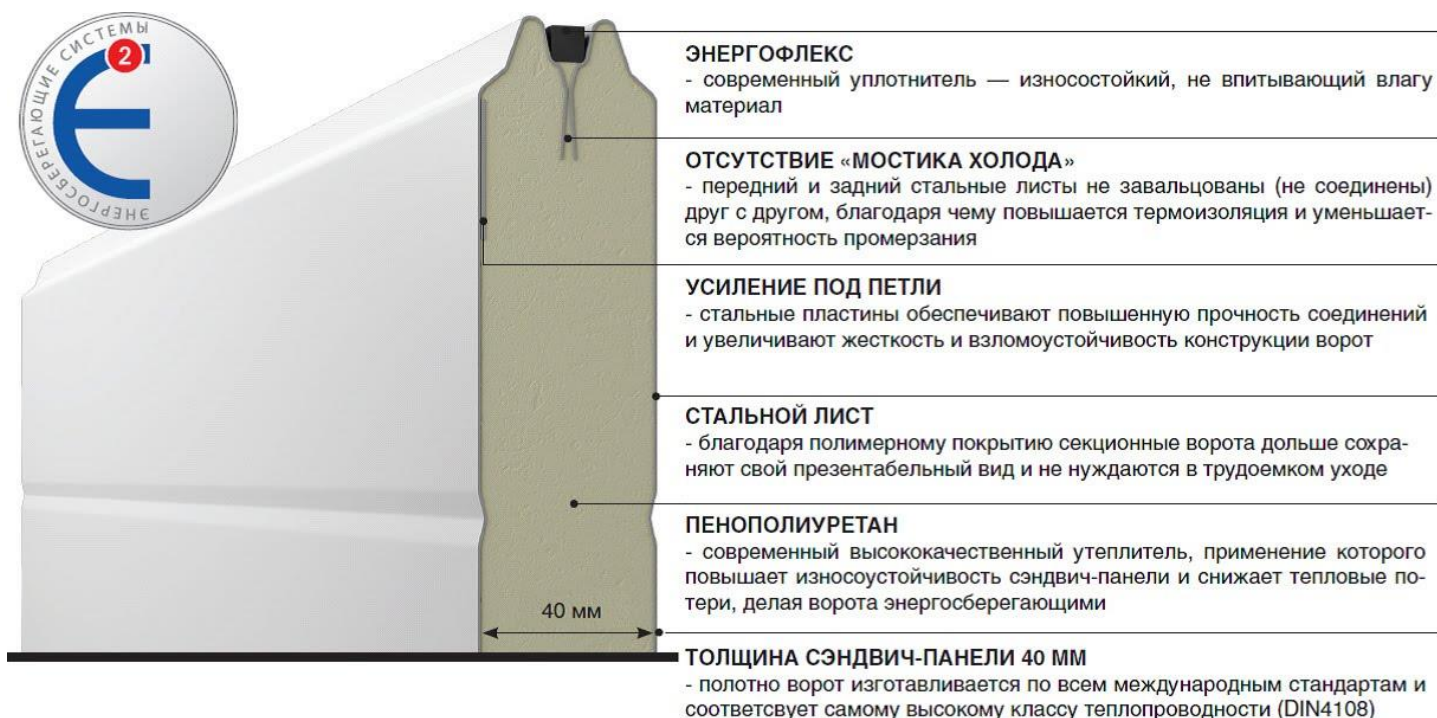 ЭНЕРГОСБЕРЕГАЮЩИЕ СИСТЕМЫ
2
Є
ЭНЕРГОФЛЕКС
- современный уплотнитель — износостойкий, не впитывающий влагу
материал
ОТСУТСТВИЕ «МОСТИКА ХОЛОДА»
- передний и задний стальные листы не завальцованы (не соединены)
друг с другом, благодаря чему повышается термоизоляция и уменьшает-
ся вероятность промерзания
УСИЛЕНИЕ ПОД ПЕТЛИ
- стальные пластины обеспечивают повышенную прочность соединений
и увеличивают жесткость и взломоустойчивость конструкции ворот
СТАЛЬНОЙ ЛИСТ
- благодаря полимерному покрытию секционные ворота дольше сохра-
няют свой презентабельный вид и не нуждаются в трудоемком уходе
ПЕНОПОЛИУРЕТАН
- современный высококачественный утеплитель, применение которого
повышает износоустойчивость сэндвич-панели и снижает тепловые по-
тери, делая ворота энергосберегающими
40 мм
ТОЛЩИНА СЭНДВИЧ-ПАНЕЛИ 40 ММ
- полотно ворот изготавливается по всем международным стандартам и
соответсвует самому высокому классу теплопроводности (DIN4108)